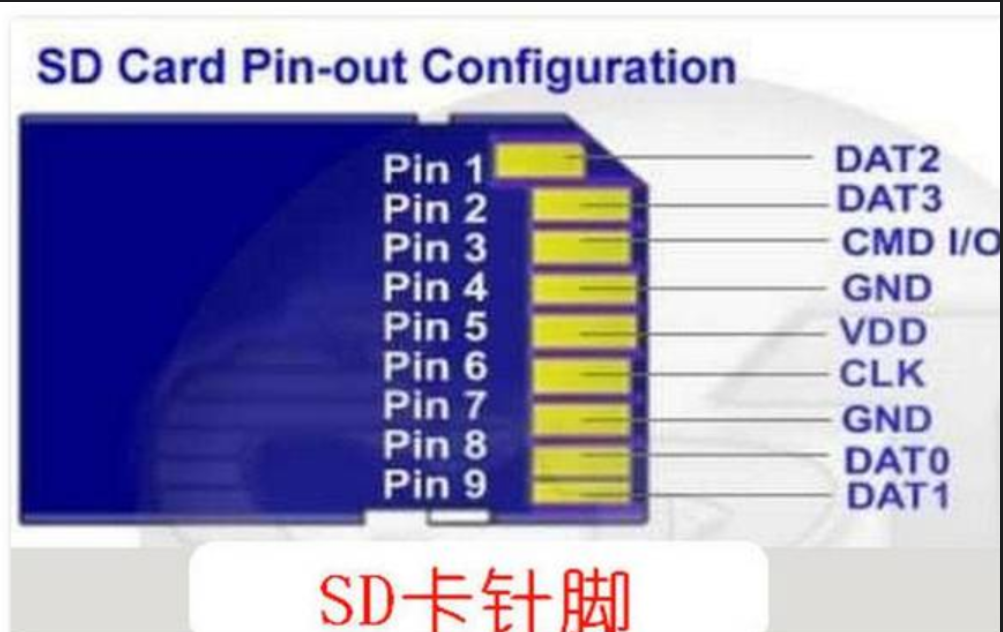 SD Card Pin-out Configuration
Pin 1 DAT2
Pin 2 DAT3
Pin 3 CMD I/O
Pin 4 GND
Pin 5 VDD
Pin 6 CLK
Pin 7 GND
Pin 8 DAT0
Pin 9 DAT1
SD卡针脚